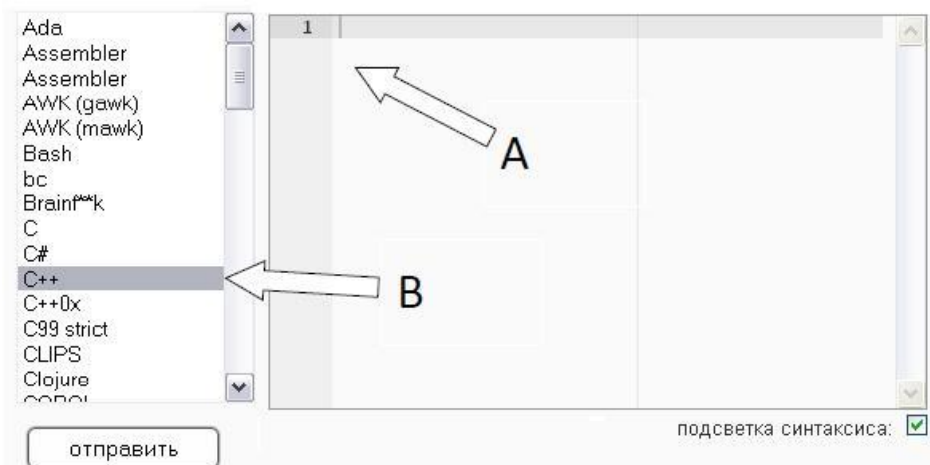 Ada
Assembler
Assembler
AWK (gawk)
AWK (mawk)
Bash
bc
Brainf**k
C
C#
C++
C++0x
C99 strict
CLIPS
Clojure
отправить
1
A
B
подсветка синтаксиса: